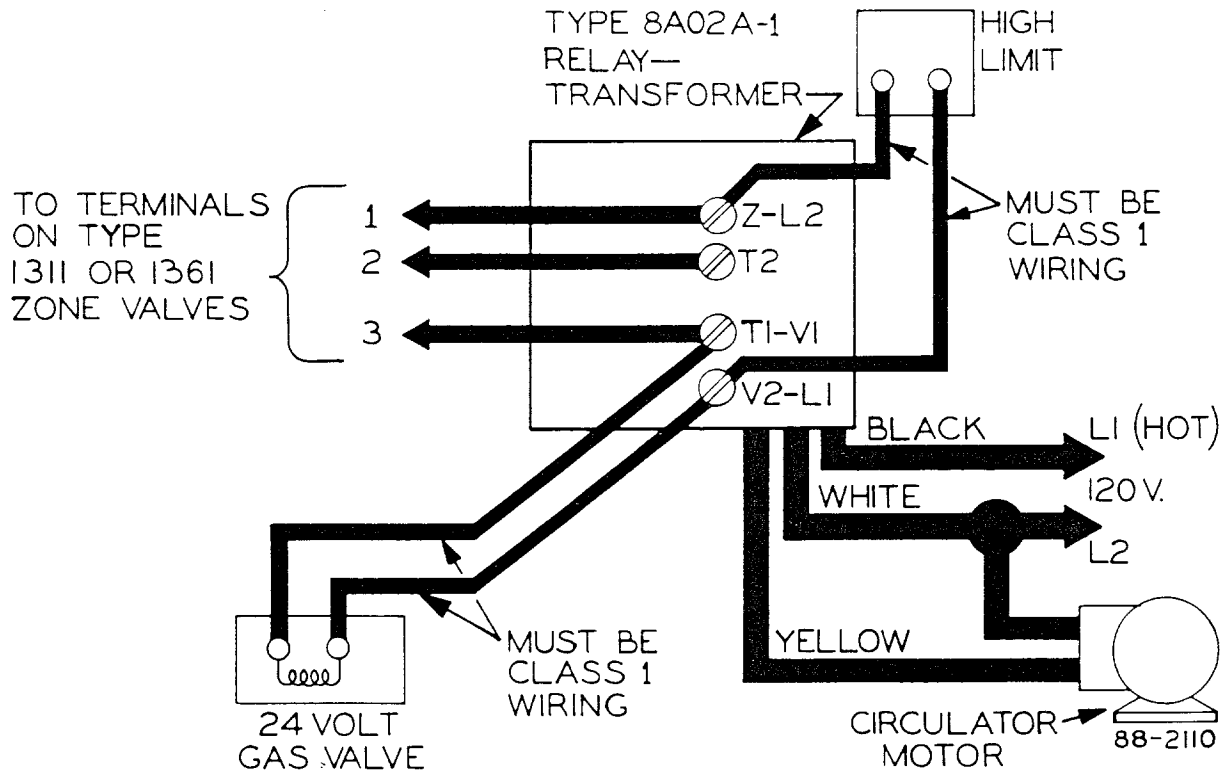 TYPE 8A02A-1
RELAY—
TRANSFORMER
HIGH
LIMIT
TO TERMINALS
ON TYPE
1311 OR 1361
ZONE VALVES
1
2
3
Z-L2
T2
T1-V1
V2-L1
MUST BE
CLASS 1
WIRING
BLACK
L1 (HOT)
120 V.
WHITE
L2
YELLOW
MUST BE
CLASS 1
WIRING
24 VOLT
GAS VALVE
CIRCULATOR
MOTOR
88-2110